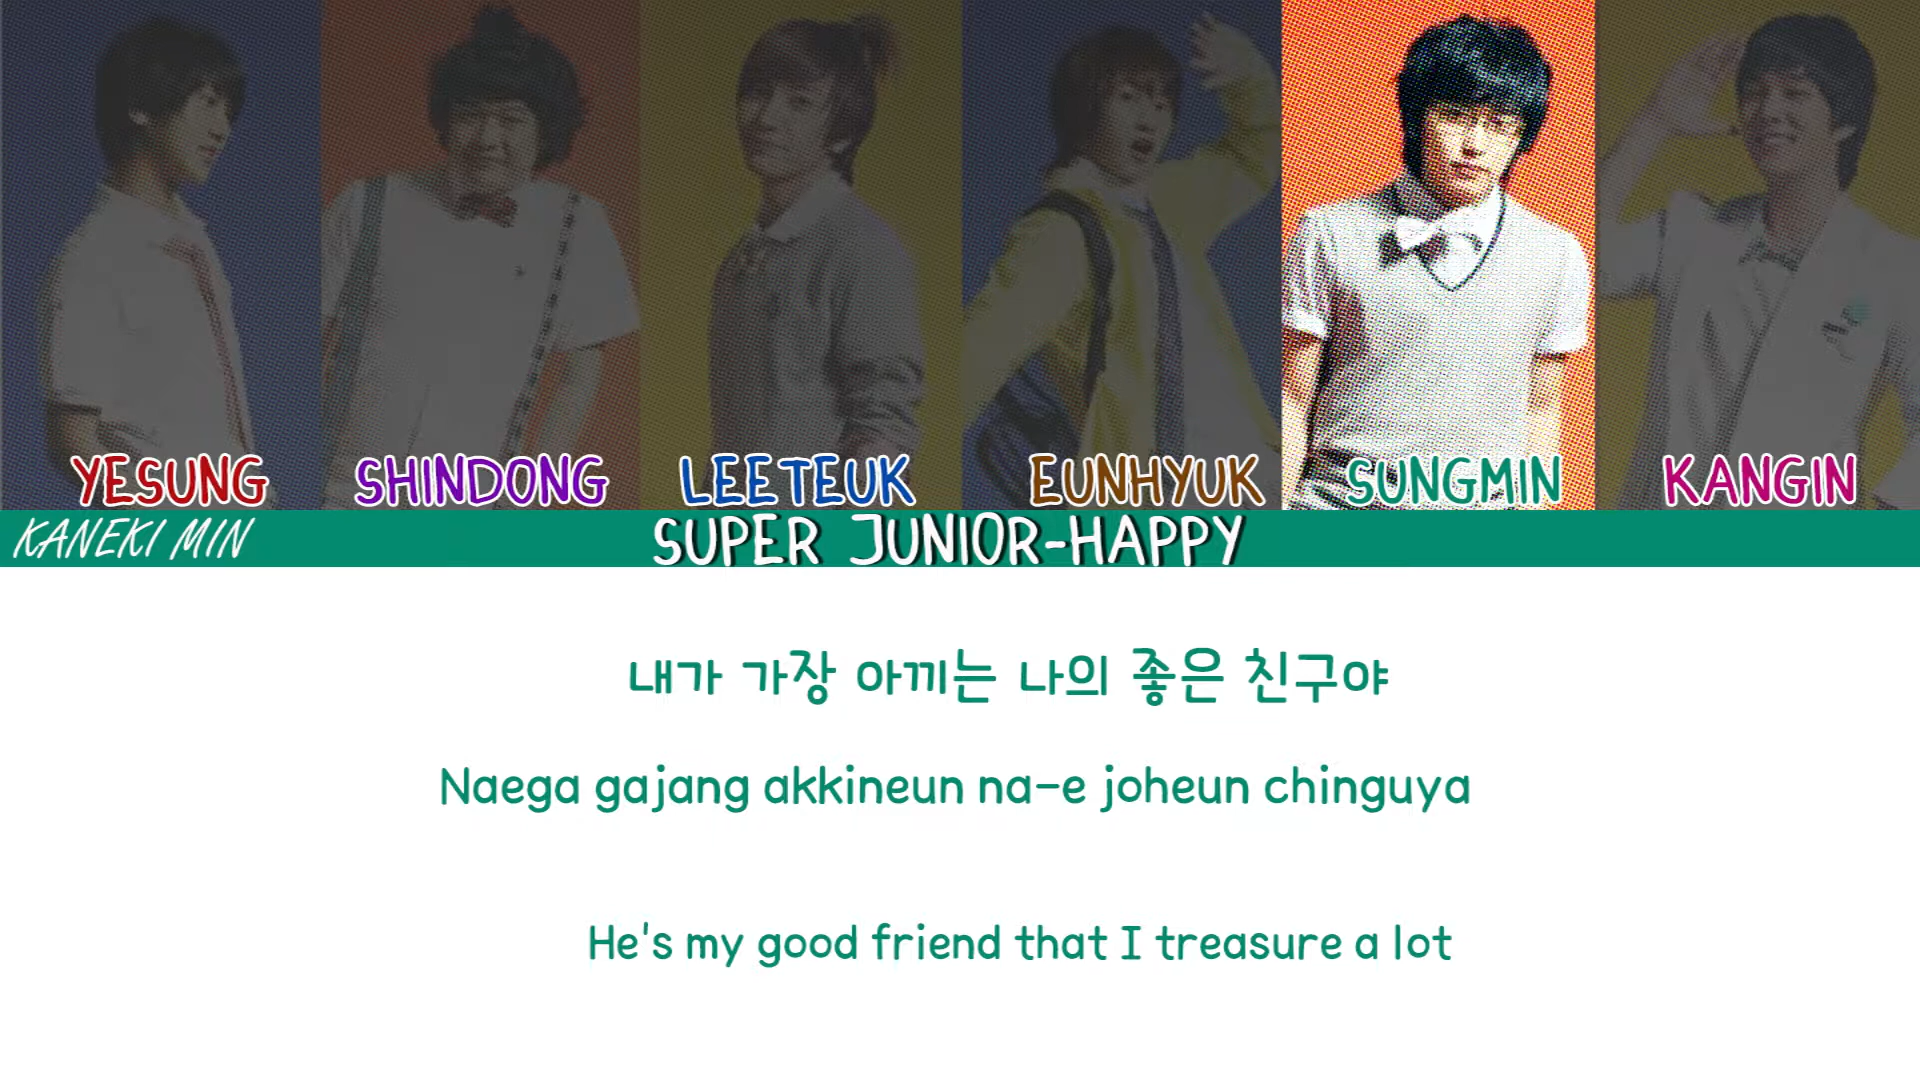 YESUNG SHINDONG LEETEUK EUNHYUK SUNGMIN KANGIN
KANEKI MIN SUPER JUNIOR-HAPPY
내가 가장 아끼는 나의 좋은 친구야
Naega gajang akkineun na-e joheun chinguya
He's my good friend that I treasure a lot